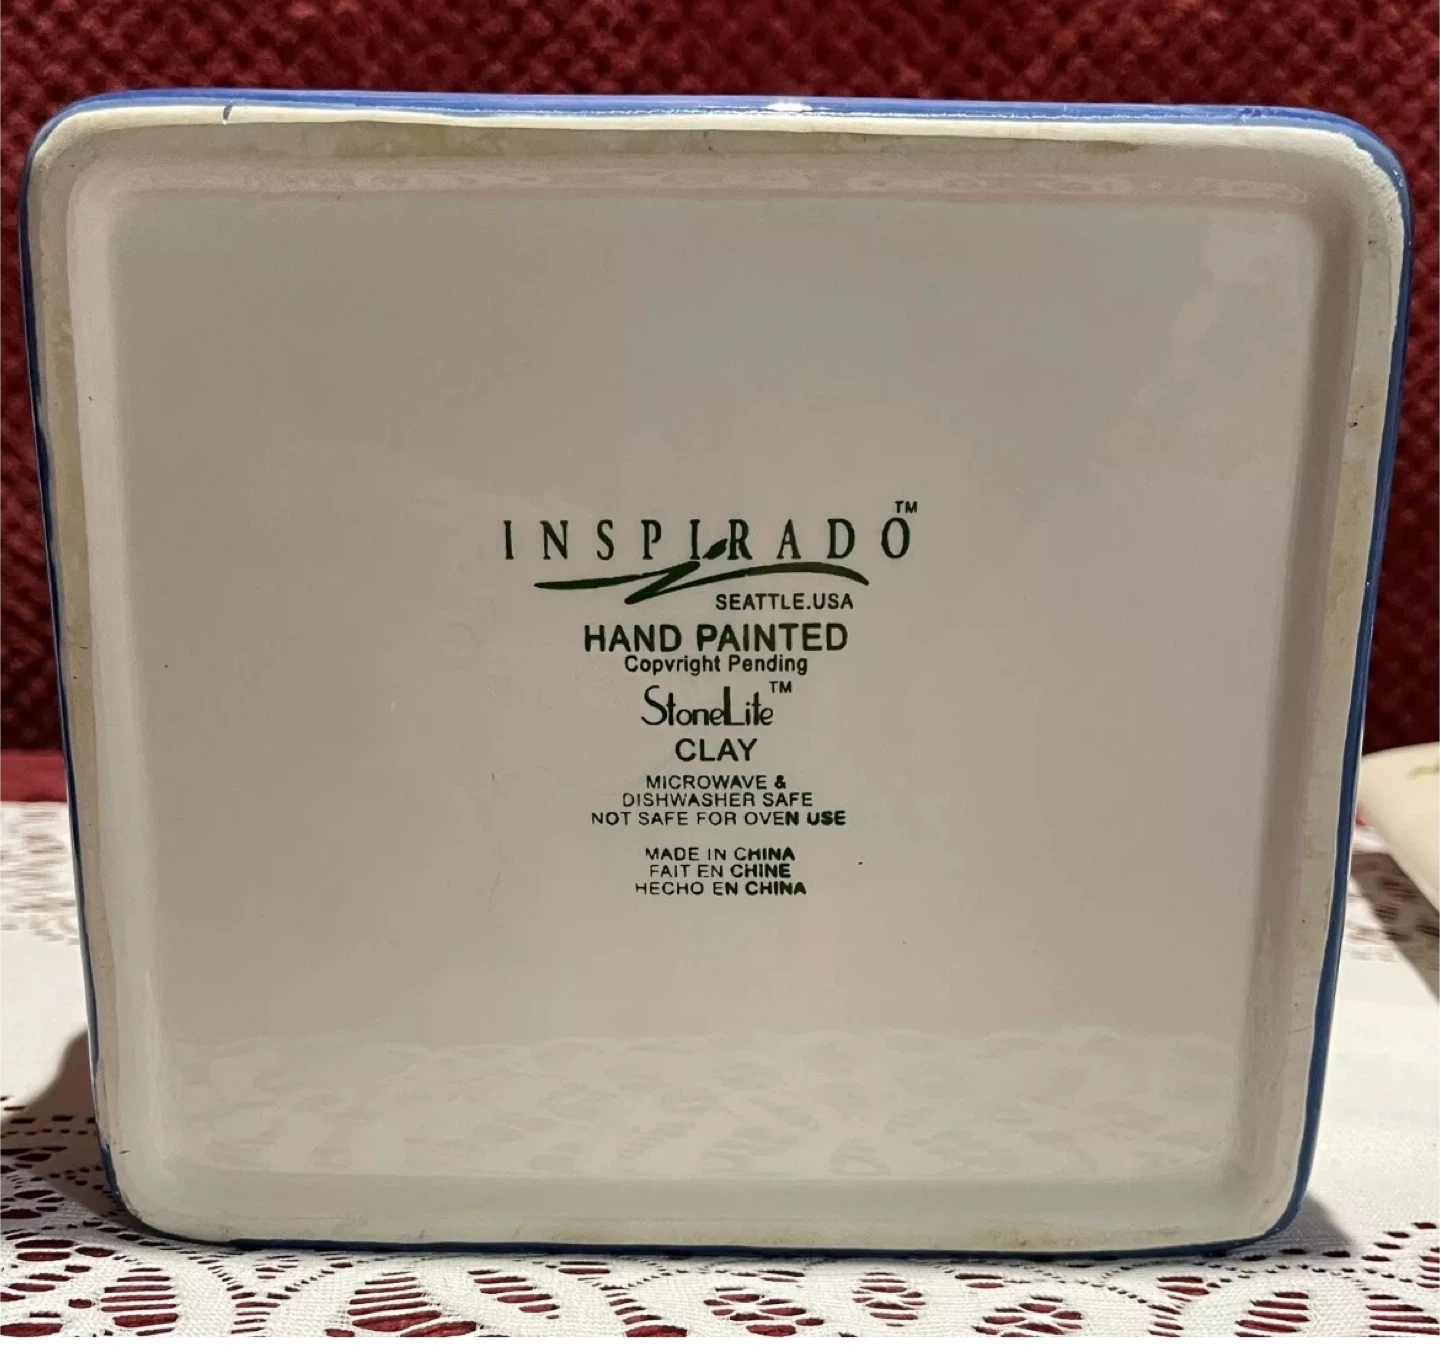 INSPIRADO™
SEATTLE.USA
HAND PAINTED
Copyright Pending
StoneLite™
CLAY
MICROWAVE &
DISHWASHER SAFE
NOT SAFE FOR OVEN USE
MADE IN CHINA
FAIT EN CHINE
HECHO EN CHINA